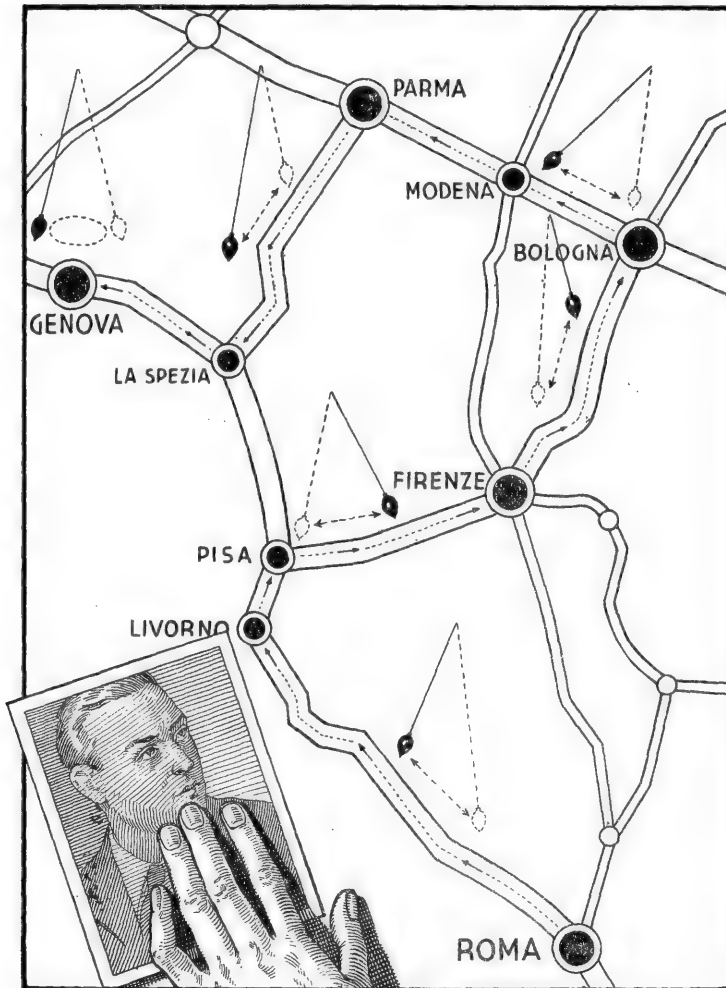 PARMA
MODENA
BOLOGNA
GENOVA
LA SPEZIA
FIRENZE
PISA
LIVORNO
ROMA